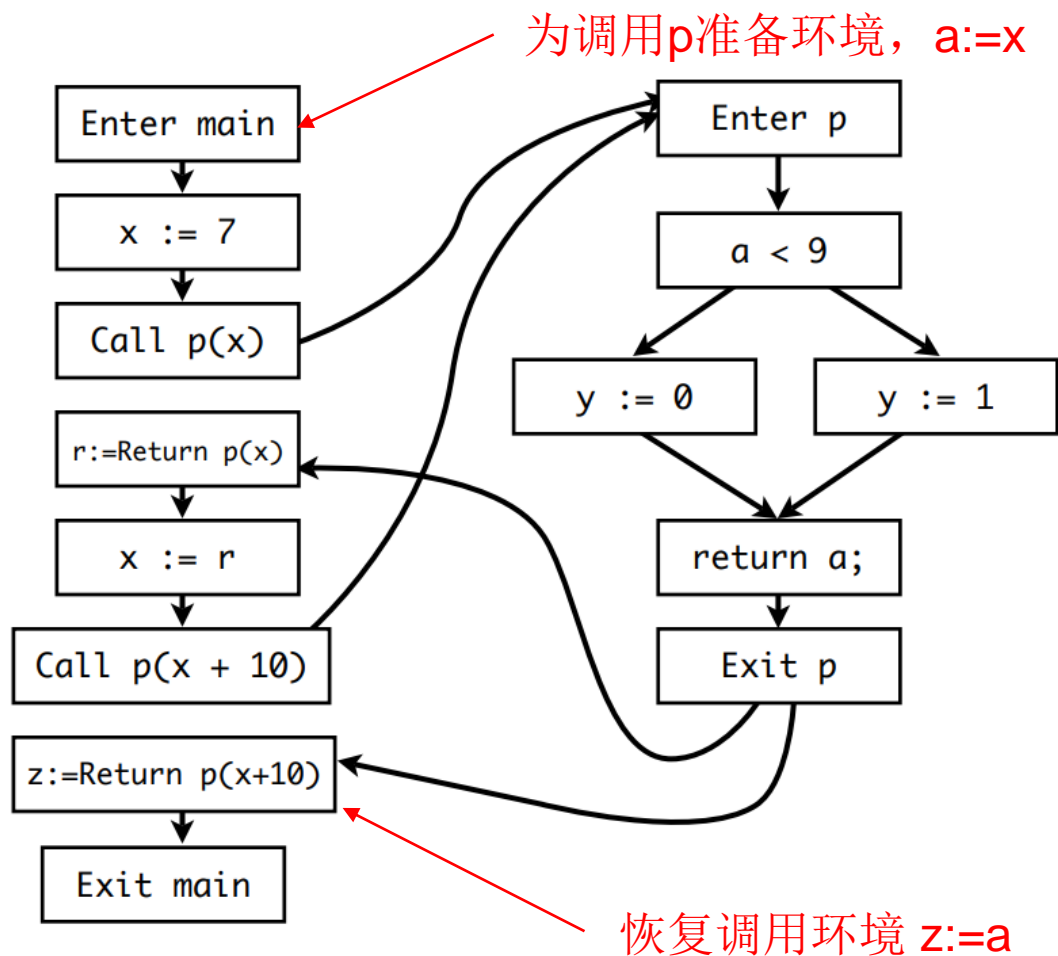 为调用p准备环境，a:=x
Enter main
x := 7
Call p(x)
r:=Return p(x)
x := r
Call p(x + 10)
z:=Return p(x+10)
Exit main
Enter p
a < 9
y := 0
y := 1
return a;
Exit p
恢复调用环境 z:=a